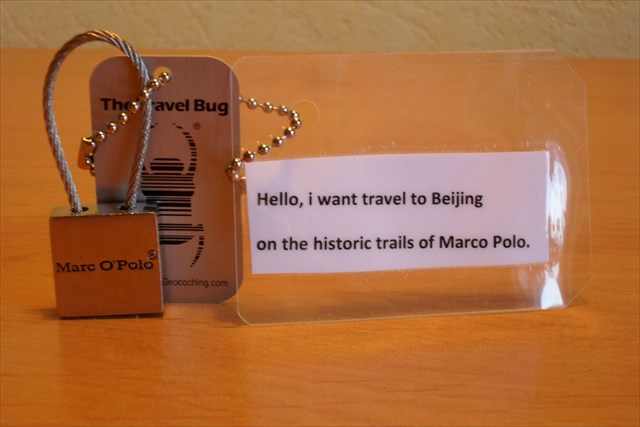 The Travel Bug
®
Hello, i want travel to Beijing
on the historic trails of Marco Polo.
Marc O'Polo®
Geocaching.com